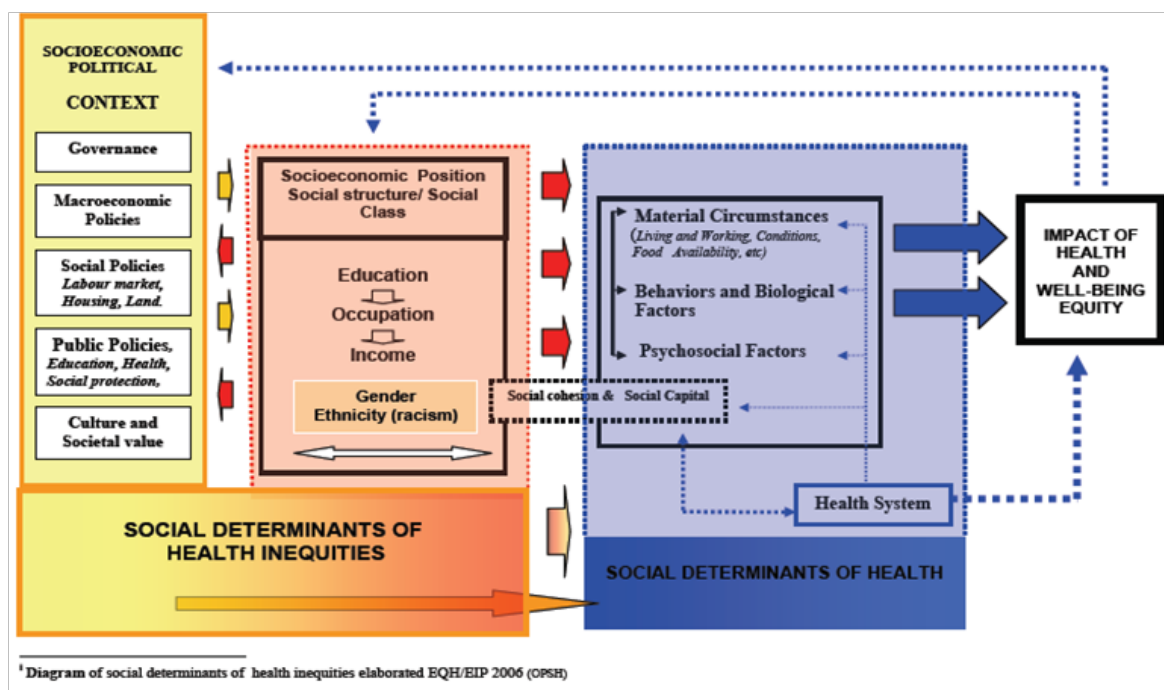 SOCIOECONOMIC
POLITICAL
CONTEXT
Governance
Macroeconomic
Policies
Social Policies
Labour market,
Housing, Land.
Public Policies,
Education, Health,
Social protection,
Culture and
Societal value
Socioeconomic Position
Social structure/ Social
Class
Education
Occupation
Income
Gender
Ethnicity (racism)
Social cohesion & Social Capital
Material Circumstances
(Living and Working, Conditions,
Food Availability, etc)
Behaviors and Biological
Factors
Psychosocial Factors
Health System
IMPACT OF
HEALTH
AND
WELL-BEING
EQUITY
SOCIAL DETERMINANTS OF
HEALTH INEQUITIES
SOCIAL DETERMINANTS OF HEALTH
Diagram of social determinants of health inequities elaborated EQH/EIP 2006 (OPSH)